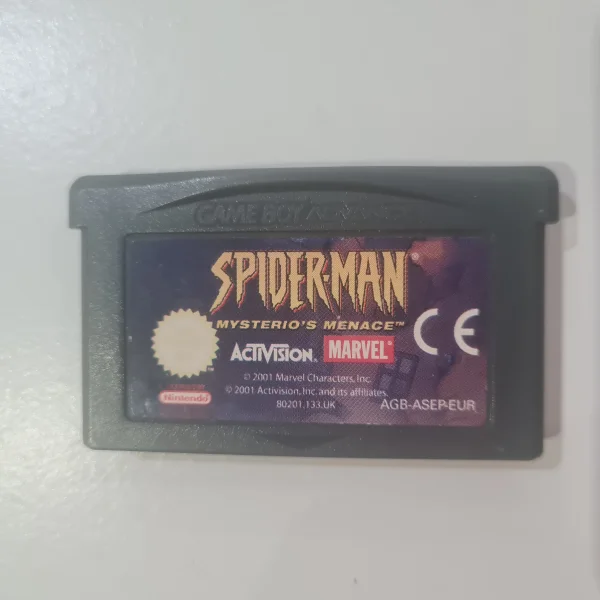 GAME BOY ADVANCE
SPIDER-MAN®
MYSTERIO'S MENACE™
ACTIVISION. MARVEL®
© 2001 Marvel Characters, Inc.
© 2001 Activision, Inc. and its affiliates.
80201.133.UK
CE
Nintendo
AGB-ASEP-EUR